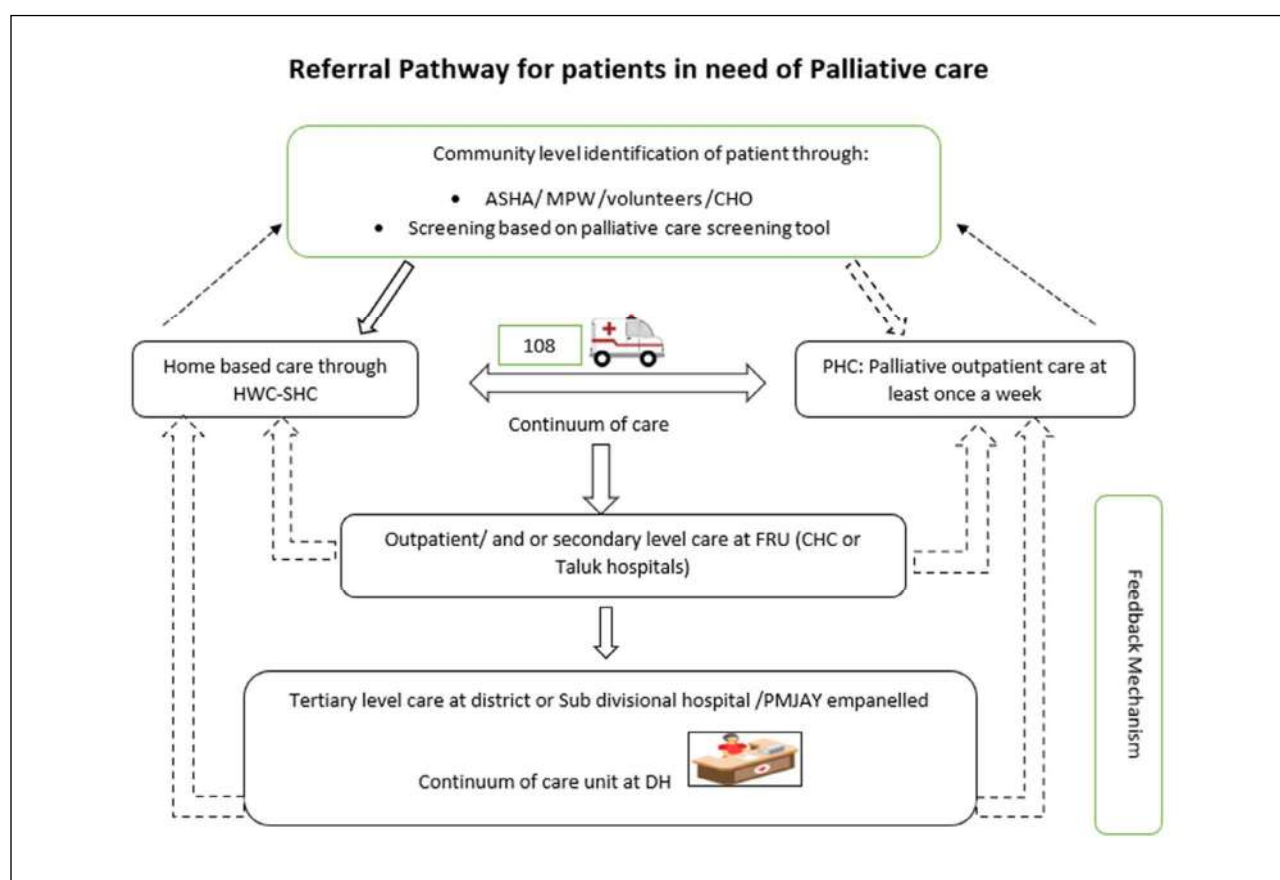 Referral Pathway for patients in need of Palliative care
Community level identification of patient through:
• ASHA/ MPW /volunteers /CHO
• Screening based on palliative care screening tool
108
Home based care through
HWC-SHC
PHC: Palliative outpatient care at
least once a week
Continuum of care
Outpatient/ and or secondary level care at FRU (CHC or
Taluk hospitals)
Feedback Mechanism
Tertiary level care at district or Sub divisional hospital /PMJAY empanelled
Continuum of care unit at DH